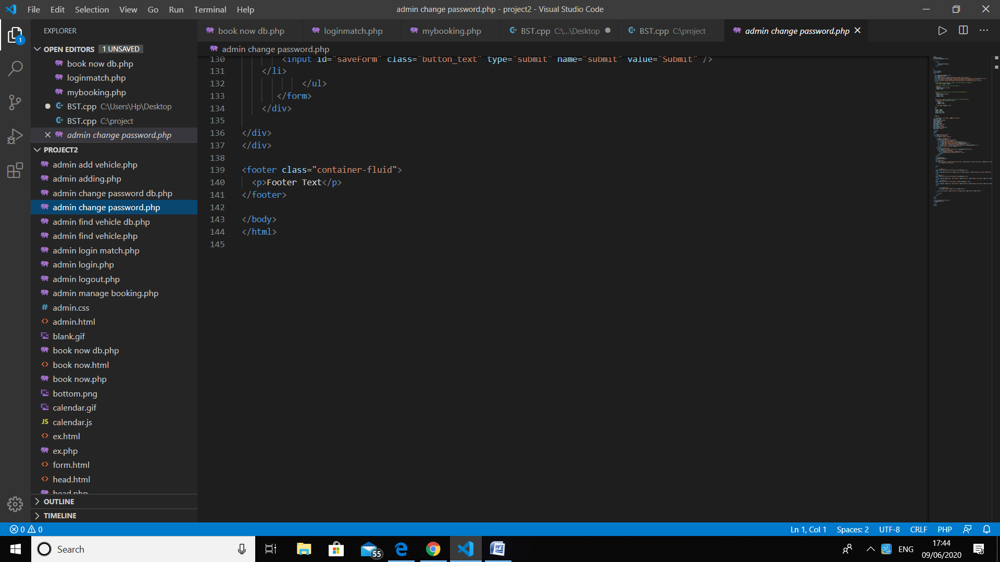 File Edit Selection View Go Run Terminal Help
admin change password.php - project2 - Visual Studio Code
EXPLORER
1
OPEN EDITORS 1 UNSAVED
book now db.php
loginmatch.php
mybooking.php
BST.cpp C:\Users\Hp\Desktop
BST.cpp C:\project
admin change password.php
PROJECT2
admin add vehicle.php
admin adding.php
admin change password db.php
admin change password.php
admin find vehicle db.php
admin find vehicle.php
admin login match.php
admin login.php
admin logout.php
admin manage booking.php
# admin.css
<> admin.html
blank.gif
book now db.php
<> book now.html
book now.php
bottom.png
calendar.gif
JS calendar.js
<> ex.html
ex.php
<> form.html
<> head.html
head.php
OUTLINE
TIMELINE
book now db.php loginmatch.php mybooking.php BST.cpp C:\...\Desktop BST.cpp C:\project admin change password.php
admin change password.php
130 <input id="saveForm" class="button_text" type="submit" name="submit" value="Submit" />
131 </li>
132 </ul>
133 </form>
134 </div>
135
136 </div>
137 </div>
138
139 <footer class="container-fluid">
140 <p>Footer Text</p>
141 </footer>
142
143 </body>
144 </html>
145
0 0
Ln 1, Col 1 Spaces: 2 UTF-8 CRLF PHP
Search
55
ENG
17:44
09/06/2020